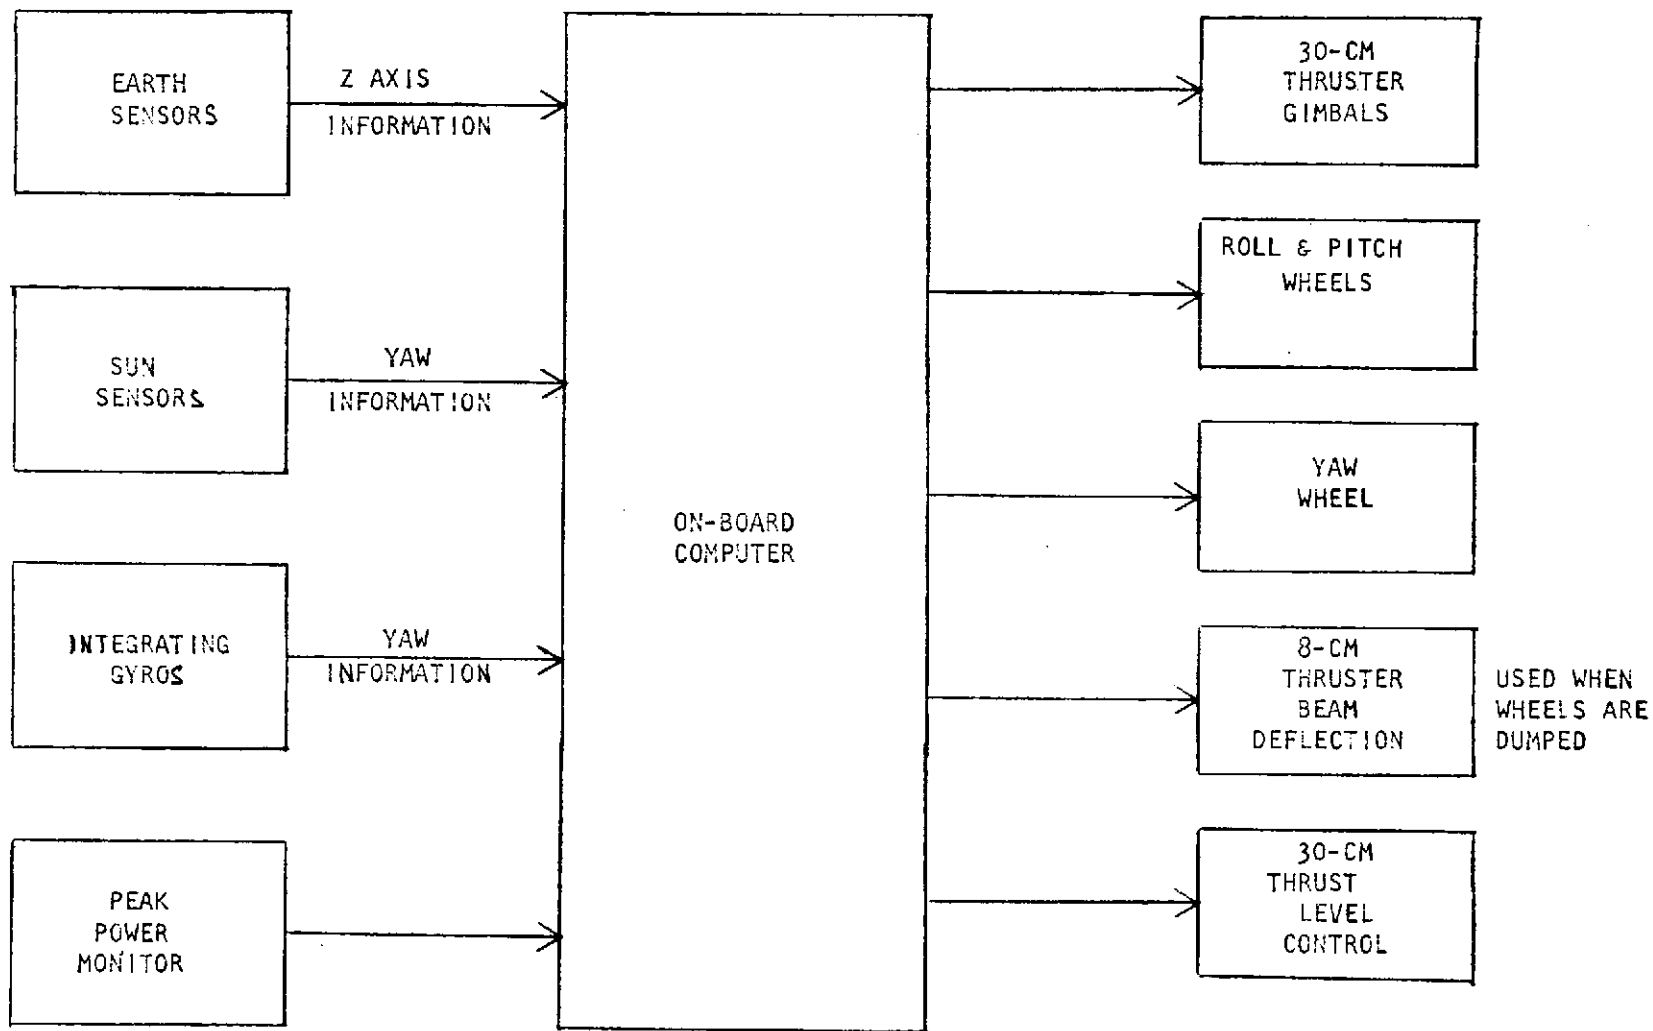 EARTH
SENSORS
Z AXIS
INFORMATION
SUN
SENSORS
YAW
INFORMATION
INTEGRATING
GYROS
YAW
INFORMATION
PEAK
POWER
MONITOR
ON-BOARD
COMPUTER
30-CM
THRUSTER
GIMBALS
ROLL & PITCH
WHEELS
YAW
WHEEL
8-CM
THRUSTER
BEAM
DEFLECTION
USED WHEN
WHEELS ARE
DUMPED
30-CM
THRUST
LEVEL
CONTROL